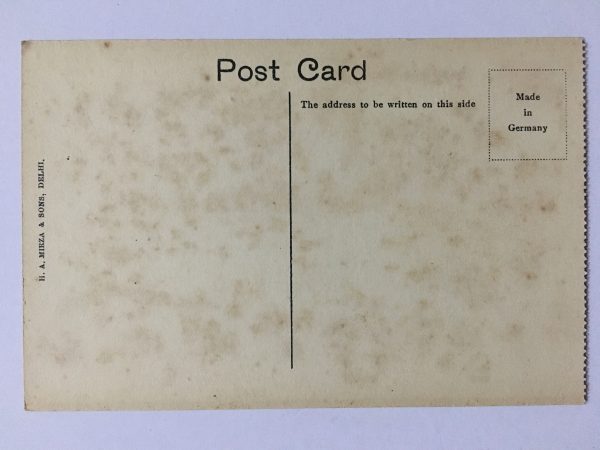 Post Card
The address to be written on this side
Made
in
Germany
H. A. MIRZA & SONS, DELHI.